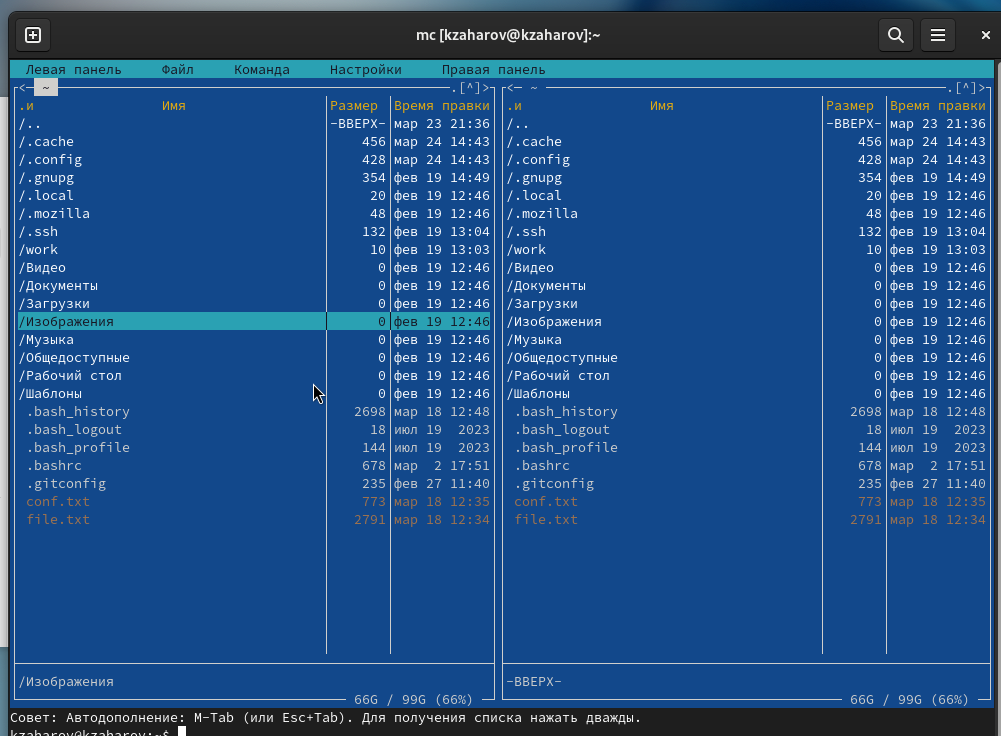 mc [kzaharov@kzaharov]:~
Левая панель Файл Команда Настройки Правая панель
<─ ~ .[^]>
.и Имя Размер Время правки
/.. -ВВЕРХ- мар 23 21:36
/.cache 456 мар 24 14:43
/.config 428 мар 24 14:43
/.gnupg 354 фев 19 14:49
/.local 20 фев 19 12:46
/.mozilla 48 фев 19 12:46
/.ssh 132 фев 19 13:04
/work 10 фев 19 13:03
/Видео 0 фев 19 12:46
/Документы 0 фев 19 12:46
/Загрузки 0 фев 19 12:46
/Изображения 0 фев 19 12:46
/Музыка 0 фев 19 12:46
/Общедоступные 0 фев 19 12:46
/Рабочий стол 0 фев 19 12:46
/Шаблоны 0 фев 19 12:46
.bash_history 2698 мар 18 12:48
.bash_logout 18 июл 19 2023
.bash_profile 144 июл 19 2023
.bashrc 678 мар 2 17:51
.gitconfig 235 фев 27 11:40
conf.txt 773 мар 18 12:35
file.txt 2791 мар 18 12:34
/Изображения
66G / 99G (66%)
<─ ~ .[^]>
.и Имя Размер Время правки
/.. -ВВЕРХ- мар 23 21:36
/.cache 456 мар 24 14:43
/.config 428 мар 24 14:43
/.gnupg 354 фев 19 14:49
/.local 20 фев 19 12:46
/.mozilla 48 фев 19 12:46
/.ssh 132 фев 19 13:04
/work 10 фев 19 13:03
/Видео 0 фев 19 12:46
/Документы 0 фев 19 12:46
/Загрузки 0 фев 19 12:46
/Изображения 0 фев 19 12:46
/Музыка 0 фев 19 12:46
/Общедоступные 0 фев 19 12:46
/Рабочий стол 0 фев 19 12:46
/Шаблоны 0 фев 19 12:46
.bash_history 2698 мар 18 12:48
.bash_logout 18 июл 19 2023
.bash_profile 144 июл 19 2023
.bashrc 678 мар 2 17:51
.gitconfig 235 фев 27 11:40
conf.txt 773 мар 18 12:35
file.txt 2791 мар 18 12:34
-ВВЕРХ-
66G / 99G (66%)
Совет: Автодополнение: M-Tab (или Esc+Tab). Для получения списка нажать дважды.
kzaharov@kzaharov:~$